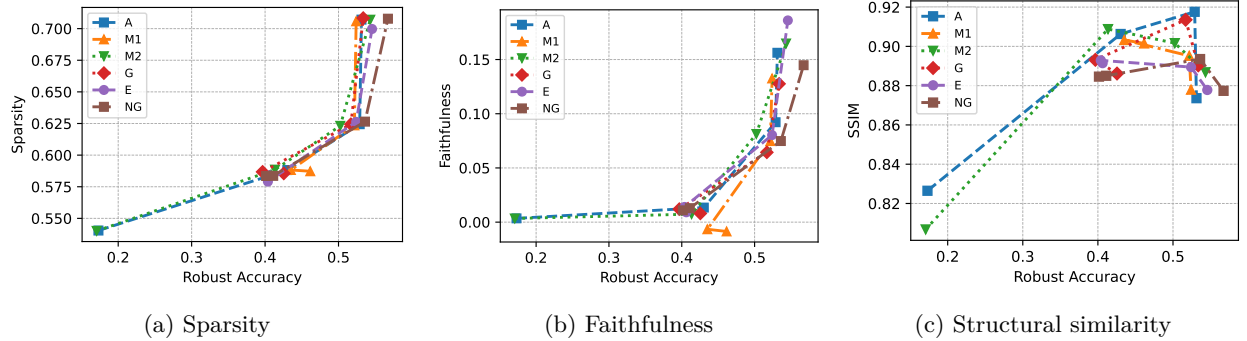 Sparsity
0.700
0.675
0.650
0.625
0.600
0.575
0.550
A
M1
M2
G
E
NG
0.2 0.3 0.4 0.5
Robust Accuracy
(a) Sparsity
Faithfulness
0.15
0.10
0.05
0.00
A
M1
M2
G
E
NG
0.2 0.3 0.4 0.5
Robust Accuracy
(b) Faithfulness
SSIM
0.92
0.90
0.88
0.86
0.84
0.82
A
M1
M2
G
E
NG
0.2 0.3 0.4 0.5
Robust Accuracy
(c) Structural similarity